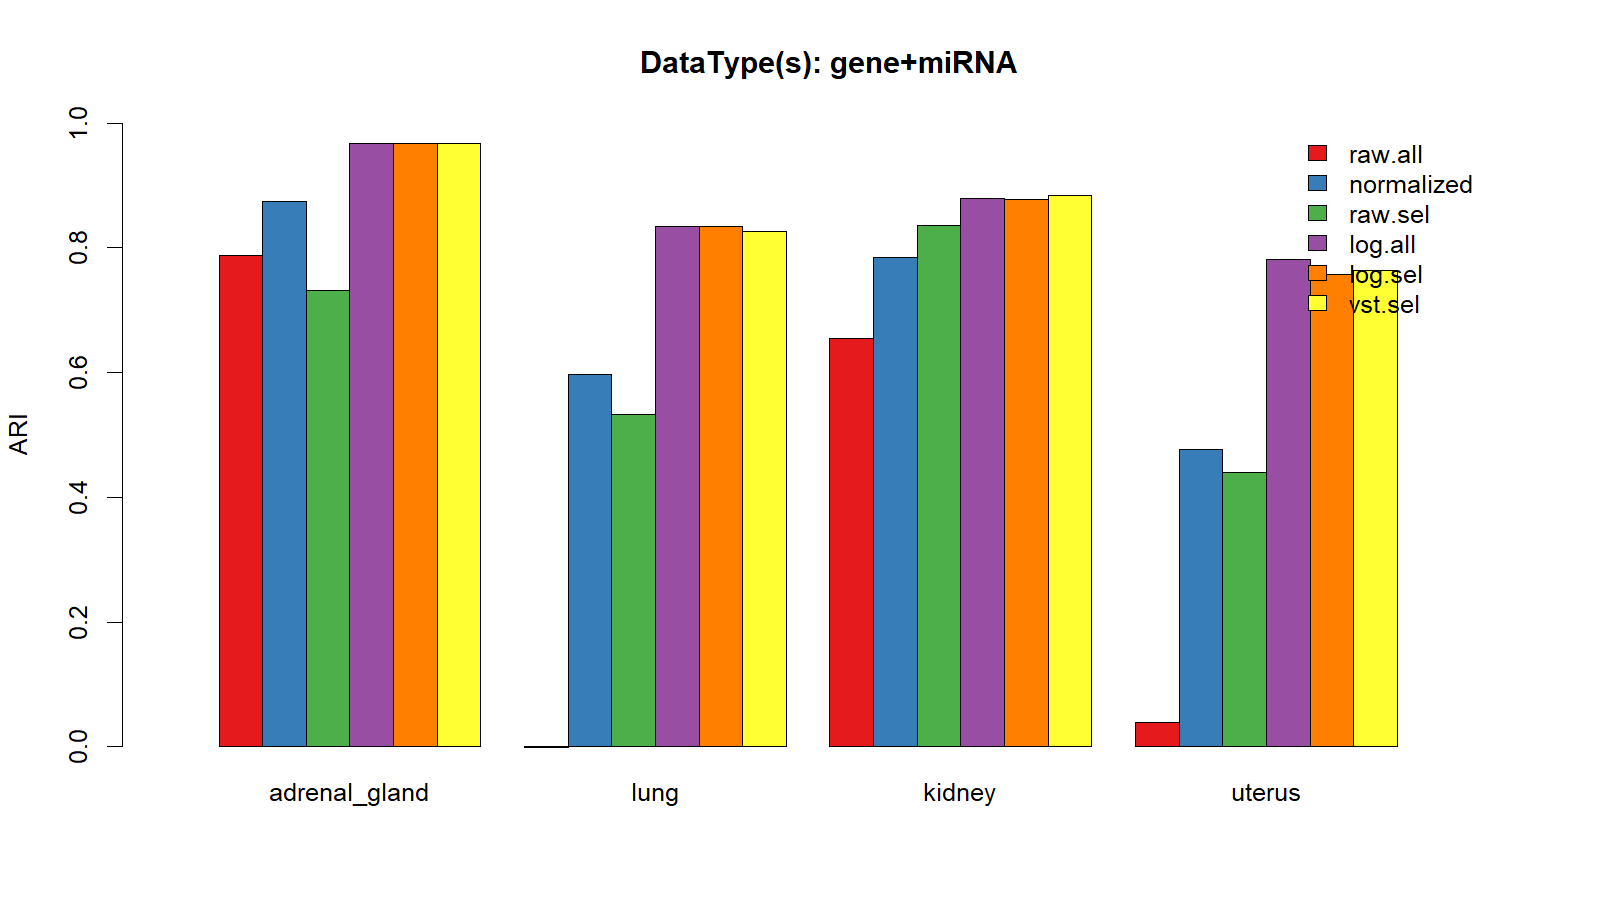 DataType(s): gene+miRNA
1.0
0.8
0.6
0.4
0.2
0.0
ARI
raw.all
normalized
raw.sel
log.all
log.sel
vst.sel
adrenal_gland
lung
kidney
uterus